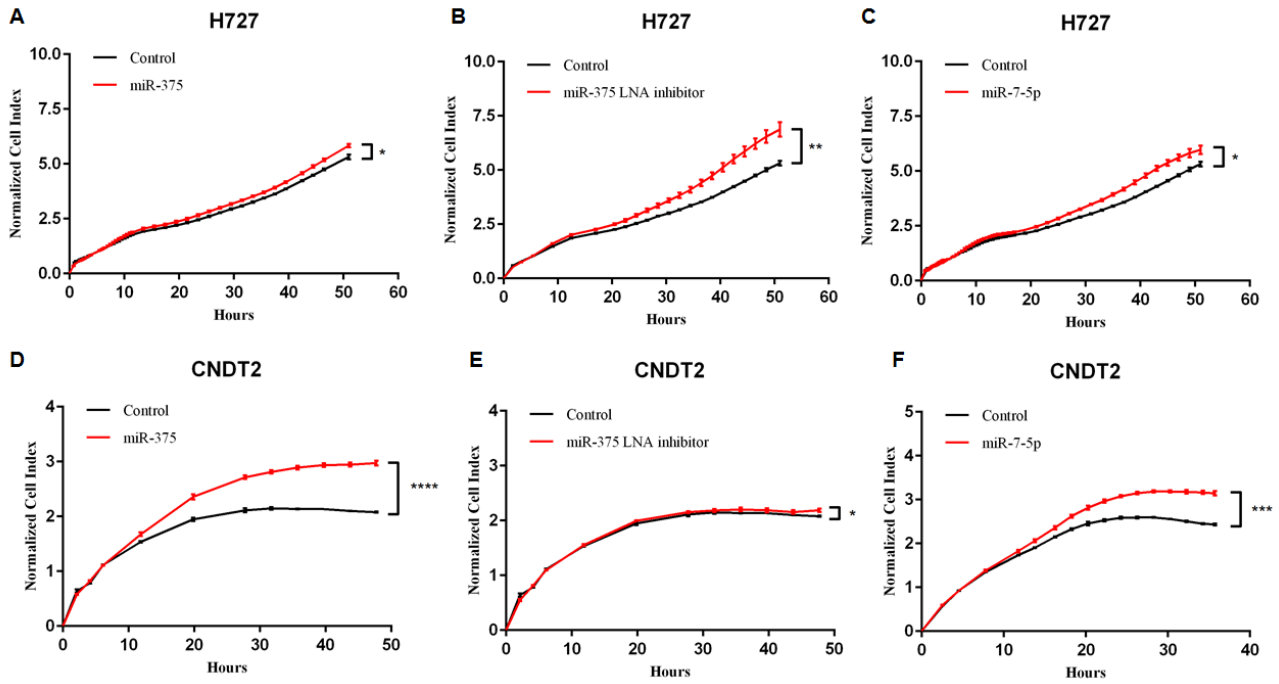 A
H727
Normalized Cell Index
10.0
7.5
5.0
2.5
0.0
Control
miR-375
*
0 10 20 30 40 50 60
Hours
B
H727
Normalized Cell Index
10.0
7.5
5.0
2.5
0.0
Control
miR-375 LNA inhibitor
**
0 10 20 30 40 50 60
Hours
C
H727
Normalized Cell Index
10.0
7.5
5.0
2.5
0.0
Control
miR-7-5p
*
0 10 20 30 40 50 60
Hours
D
CNDT2
Normalized Cell Index
4
3
2
1
0
Control
miR-375
****
0 10 20 30 40 50
Hours
E
CNDT2
Normalized Cell Index
4
3
2
1
0
Control
miR-375 LNA inhibitor
*
0 10 20 30 40 50
Hours
F
CNDT2
Normalized Cell Index
5
4
3
2
1
0
Control
miR-7-5p
***
0 10 20 30 40
Hours